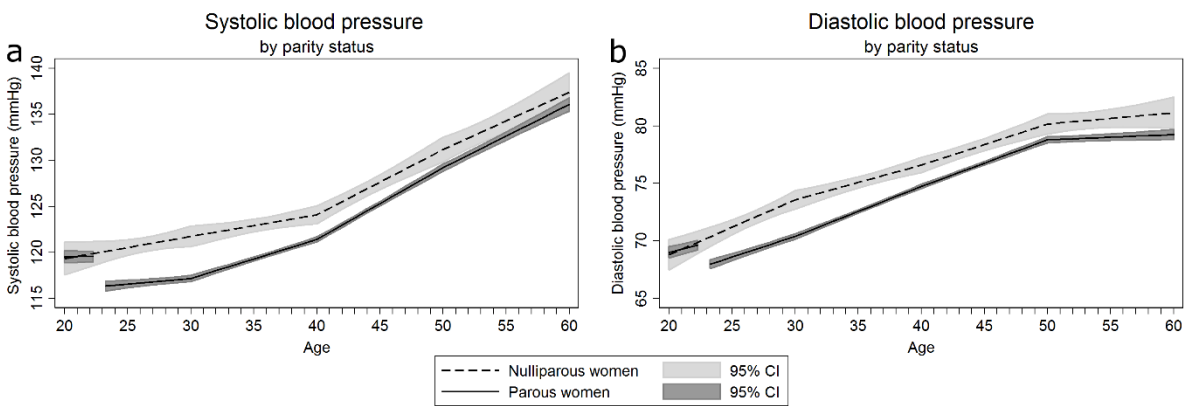 a
Systolic blood pressure
by parity status
Systolic blood pressure (mmHg)
140
135
130
125
120
115
20 25 30 35 40 45 50 55 60
Age
b
Diastolic blood pressure
by parity status
Diastolic blood pressure (mmHg)
85
80
75
70
65
20 25 30 35 40 45 50 55 60
Age
Nulliparous women 95% CI
Parous women 95% CI